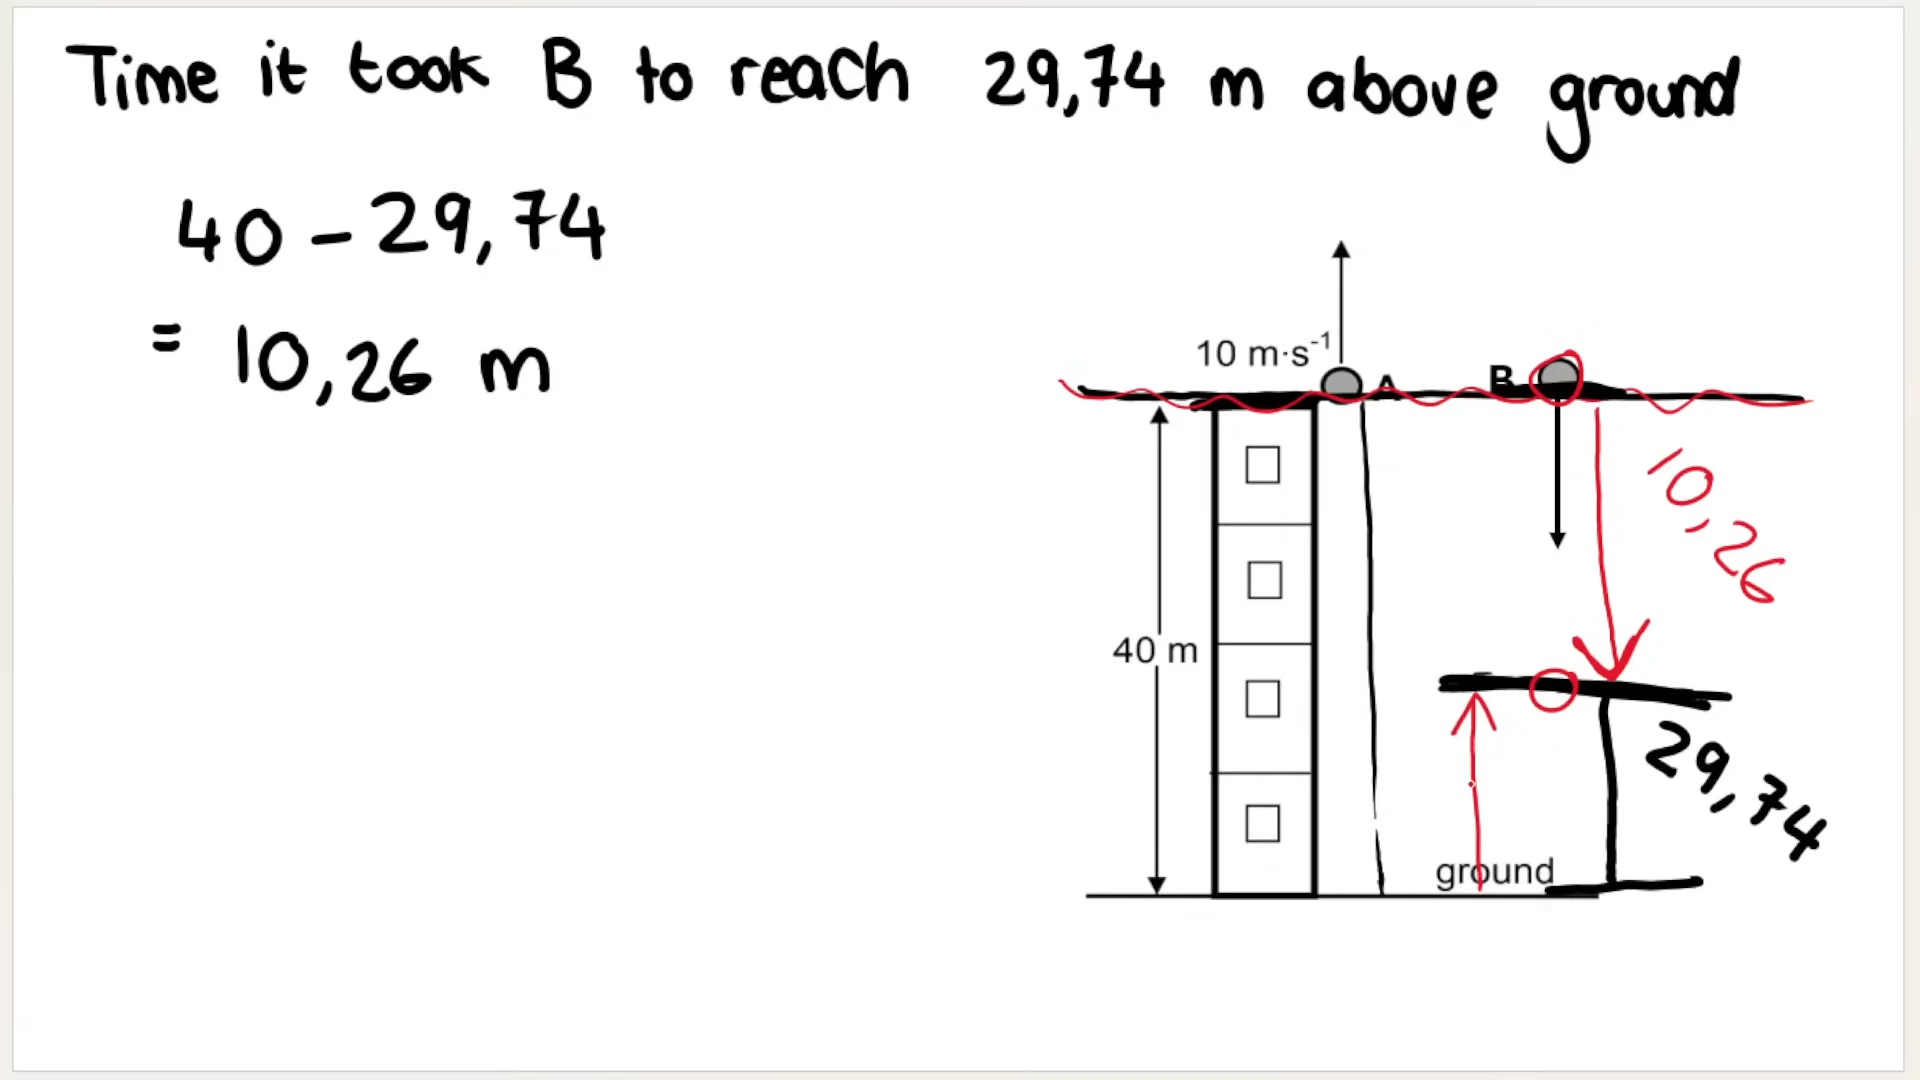 Time it took B to reach 29,74 m above ground
40 - 29,74
= 10,26 m
10 m·s-1
A
B
10,26
40 m
29,74
ground